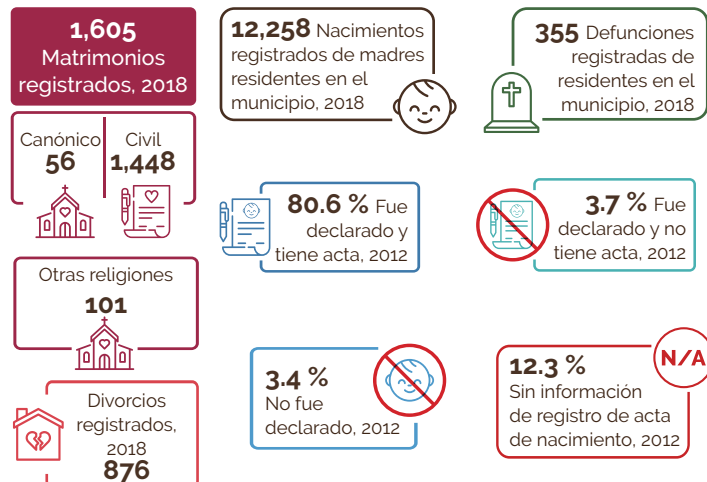 1,605
Matrimonios
registrados, 2018
Canónico
56
Civil
1,448
Otras religiones
101
Divorcios
registrados,
2018
876
12,258 Nacimientos
registrados de madres
residentes en el
municipio, 2018
355 Defunciones
registradas de
residentes en el
municipio, 2018
80.6 % Fue
declarado y
tiene acta, 2012
3.7 % Fue
declarado y no
tiene acta, 2012
3.4 %
No fue
declarado, 2012
N/A
12.3 %
Sin información
de registro de acta
de nacimiento, 2012